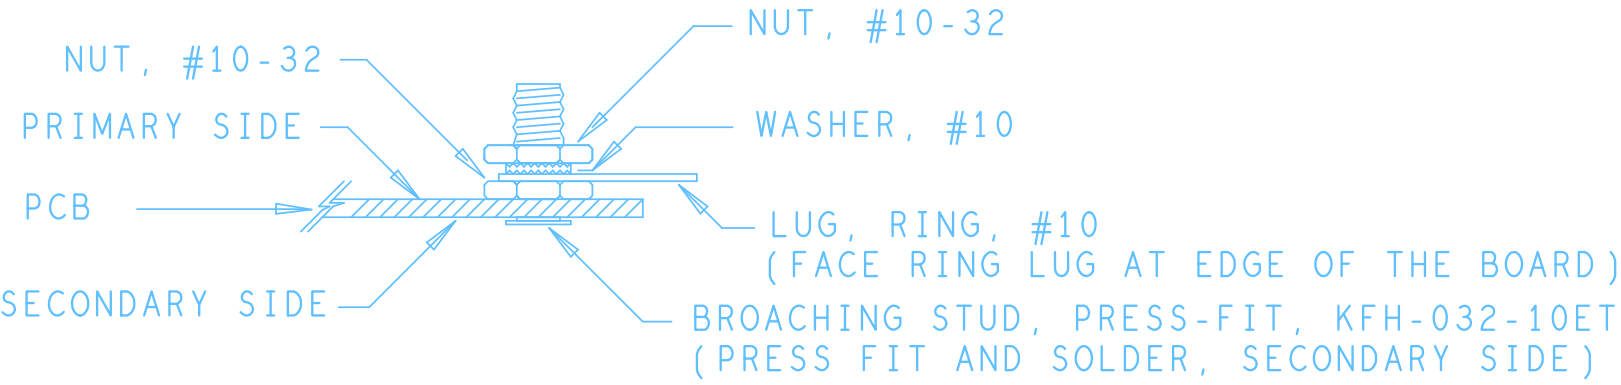 NUT, #10-32
NUT, #10-32
PRIMARY SIDE
WASHER, #10
PCB
LUG, RING, #10
(FACE RING LUG AT EDGE OF THE BOARD)
SECONDARY SIDE
BROACHING STUD, PRESS-FIT, KFH-032-10ET
(PRESS FIT AND SOLDER, SECONDARY SIDE)